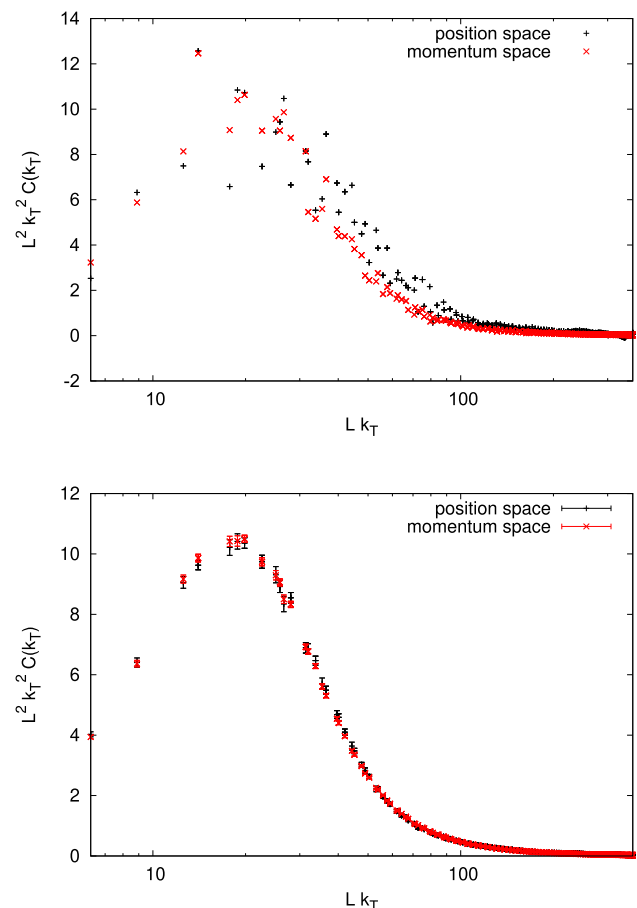 14
12
10
8
6
4
2
0
-2
L² k_T² C(k_T)
position space
momentum space
10
100
L k_T
12
10
8
6
4
2
0
L² k_T² C(k_T)
position space
momentum space
10
100
L k_T